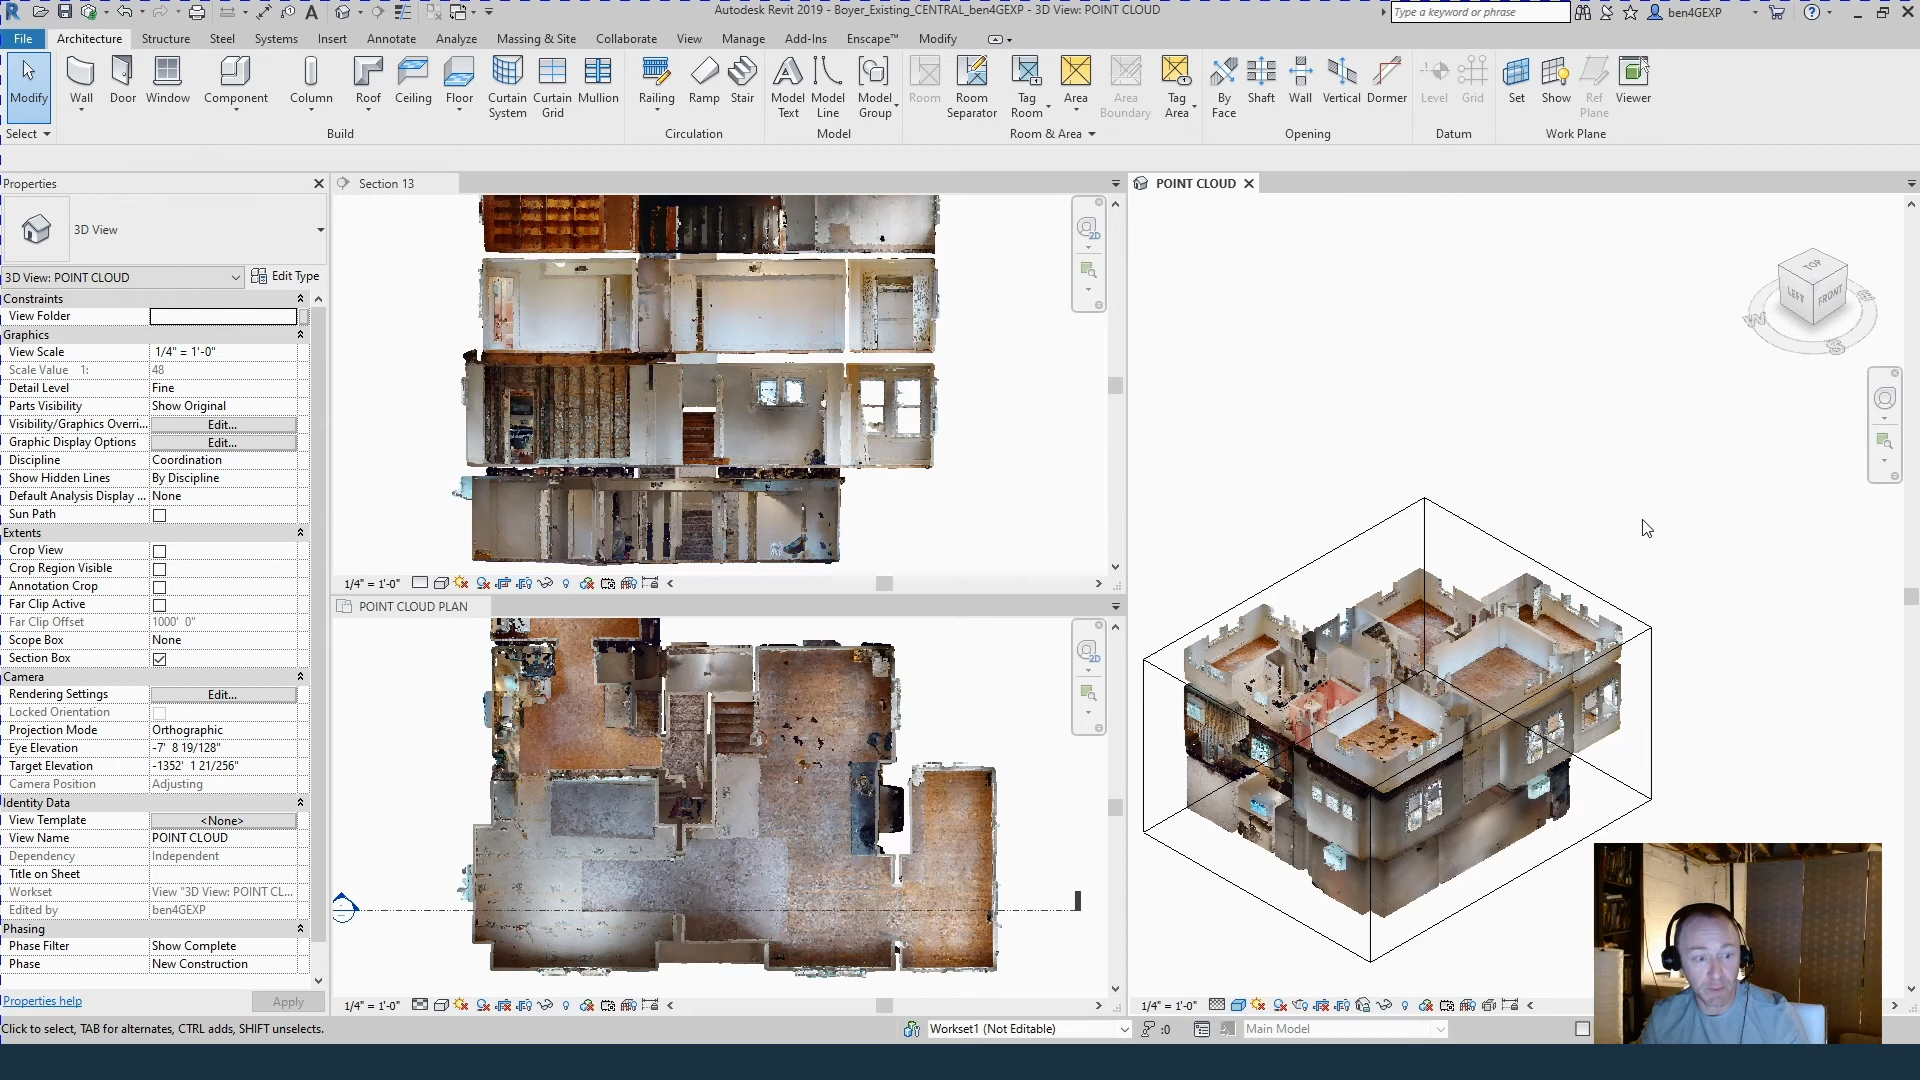 Autodesk Revit 2019 - Boyer_Existing_CENTRAL_ben4GEXP - 3D View: POINT CLOUD
Type a keyword or phrase
ben4GEXP
File Architecture Structure Steel Systems Insert Annotate Analyze Massing & Site Collaborate View Manage Add-Ins Enscape™ Modify
Modify Wall Door Window Component Column Roof Ceiling Floor Curtain System Curtain Grid Mullion Railing Ramp Stair Model Text Model Line Model Group Room Room Separator Tag Room Area Area Boundary Tag Area By Face Shaft Wall Vertical Dormer Level Grid Set Show Ref Plane Viewer
Select Build Circulation Model Room & Area Opening Datum Work Plane
Properties
3D View
3D View: POINT CLOUD Edit Type
Constraints
View Folder
Graphics
View Scale 1/4" = 1'-0"
Scale Value 1: 48
Detail Level Fine
Parts Visibility Show Original
Visibility/Graphics Overri... Edit...
Graphic Display Options Edit...
Discipline Coordination
Show Hidden Lines By Discipline
Default Analysis Display ... None
Sun Path
Extents
Crop View
Crop Region Visible
Annotation Crop
Far Clip Active
Far Clip Offset 1000' 0"
Scope Box None
Section Box
Camera
Rendering Settings Edit...
Locked Orientation
Projection Mode Orthographic
Eye Elevation -7' 8 19/128"
Target Elevation -1352' 1 21/256"
Camera Position Adjusting
Identity Data
View Template <None>
View Name POINT CLOUD
Dependency Independent
Title on Sheet
Workset View "3D View: POINT CL...
Edited by ben4GEXP
Phasing
Phase Filter Show Complete
Phase New Construction
Properties help Apply
Section 13
2D
1/4" = 1'-0"
POINT CLOUD PLAN
2D
1/4" = 1'-0"
POINT CLOUD
TOP
LEFT FRONT
W S E
1/4" = 1'-0"
Click to select, TAB for alternates, CTRL adds, SHIFT unselects.
Workset1 (Not Editable) :0 Main Model